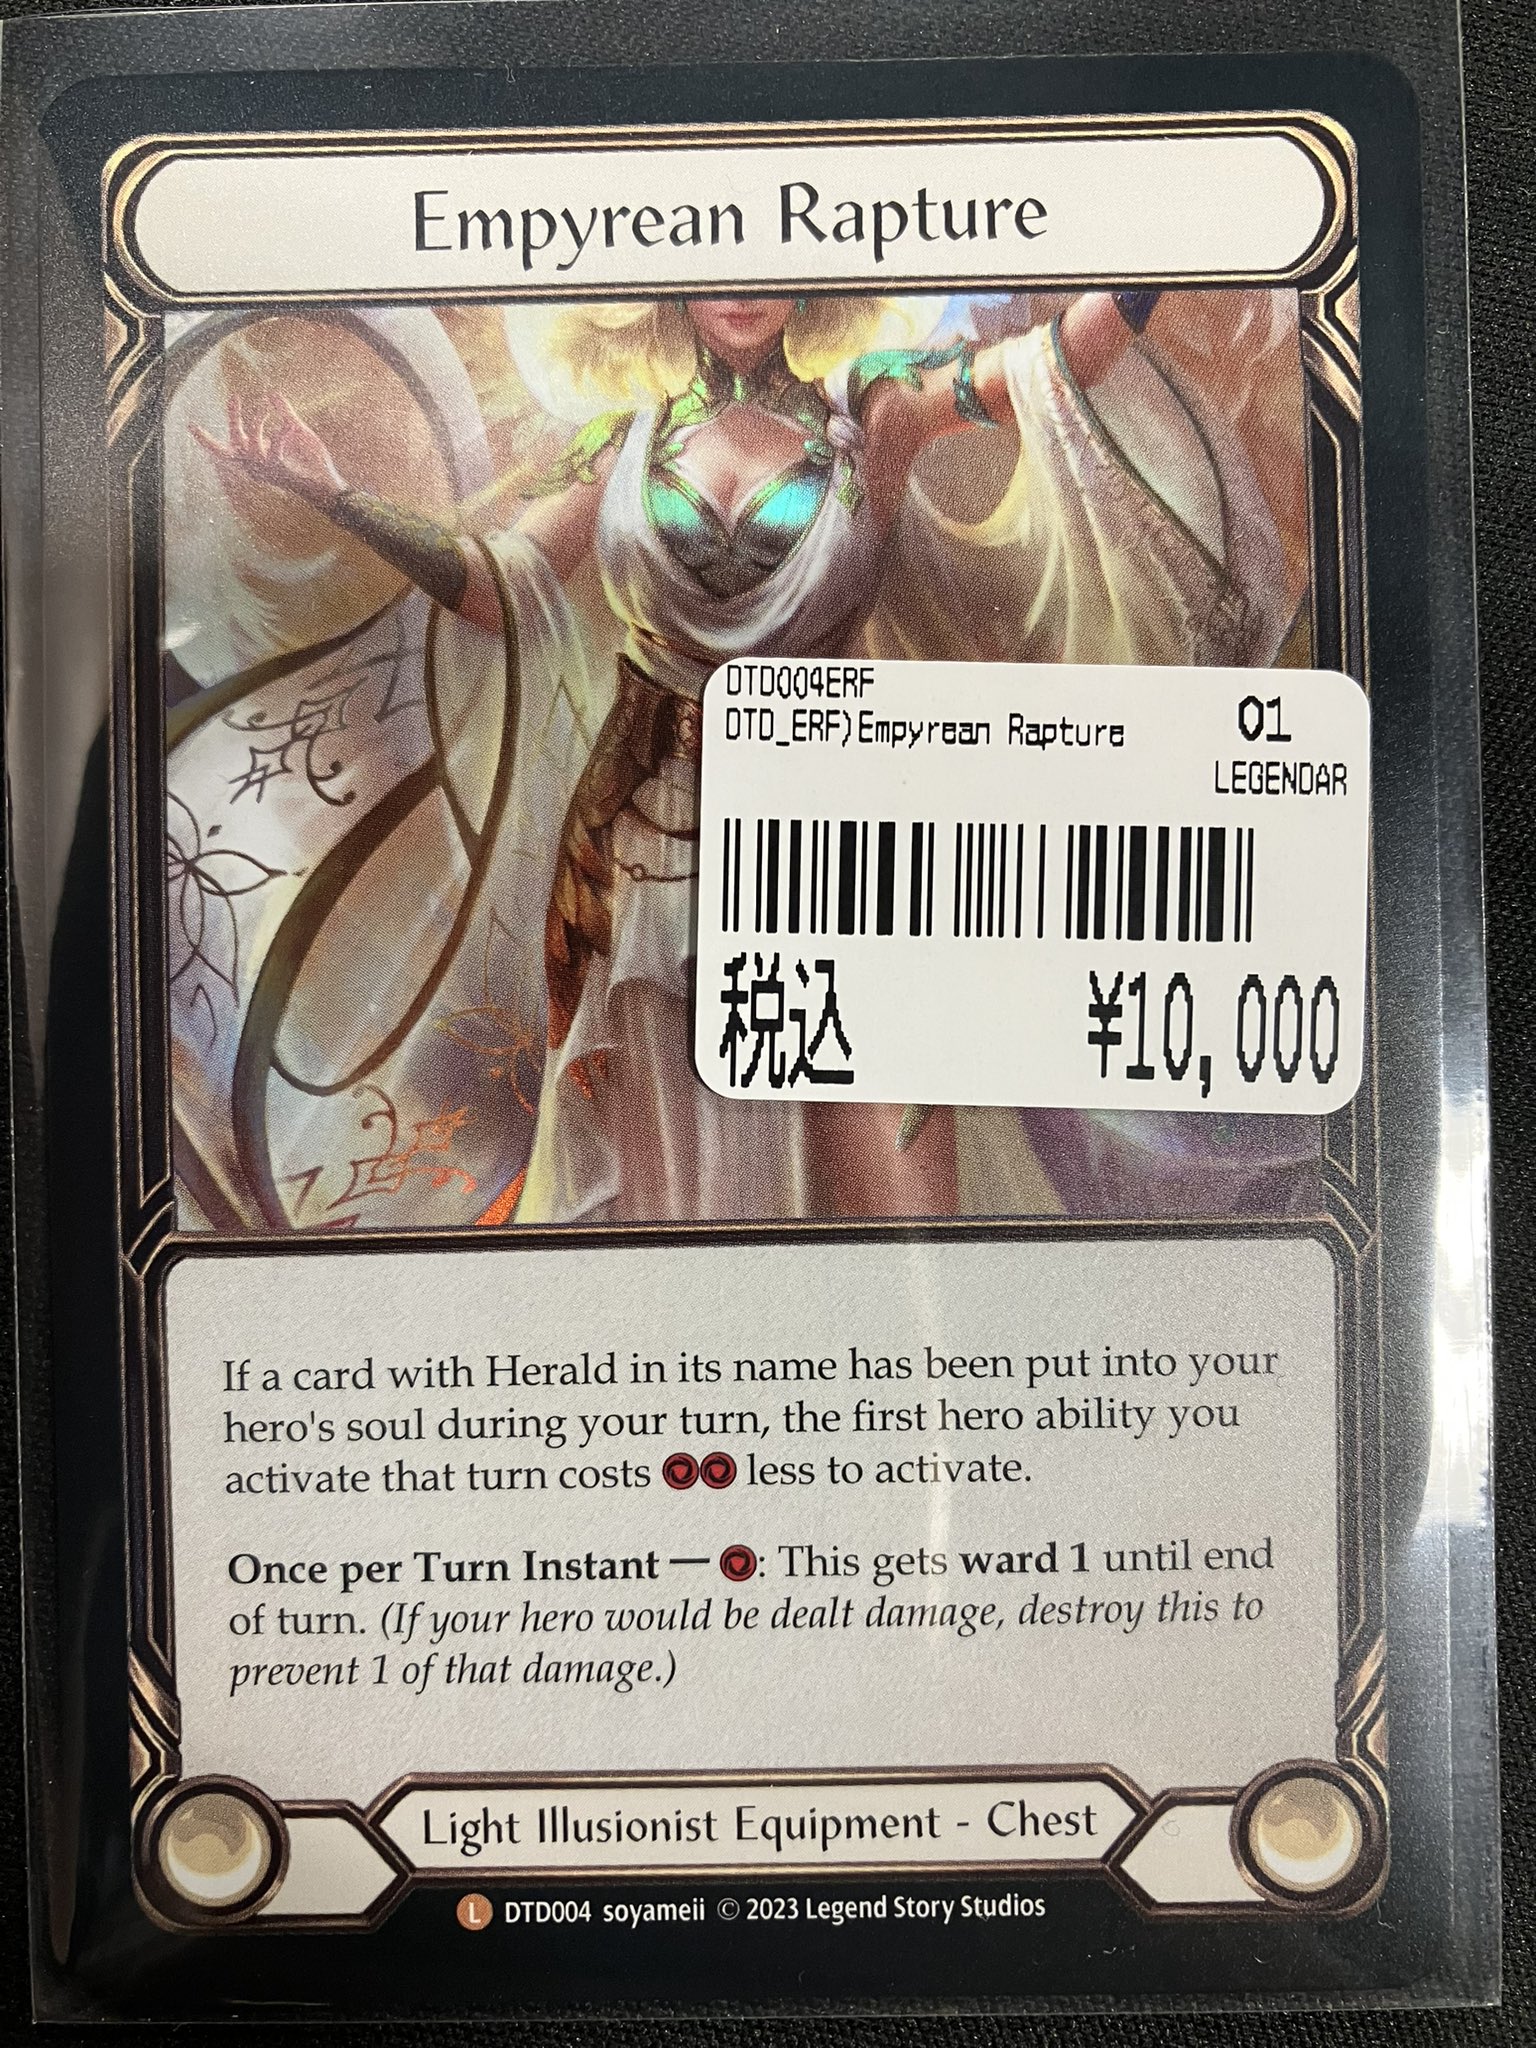 Empyrean Rapture
DTD004ERF
DTD_ERF)Empyrean Rapture
01
LEGENDAR
税込 ¥10,000
If a card with Herald in its name has been put into your
hero's soul during your turn, the first hero ability you
activate that turn costs less to activate.
Once per Turn Instant — : This gets ward 1 until end
of turn. (If your hero would be dealt damage, destroy this to
prevent 1 of that damage.)
Light Illusionist Equipment - Chest
L DTD004 soyameii © 2023 Legend Story Studios